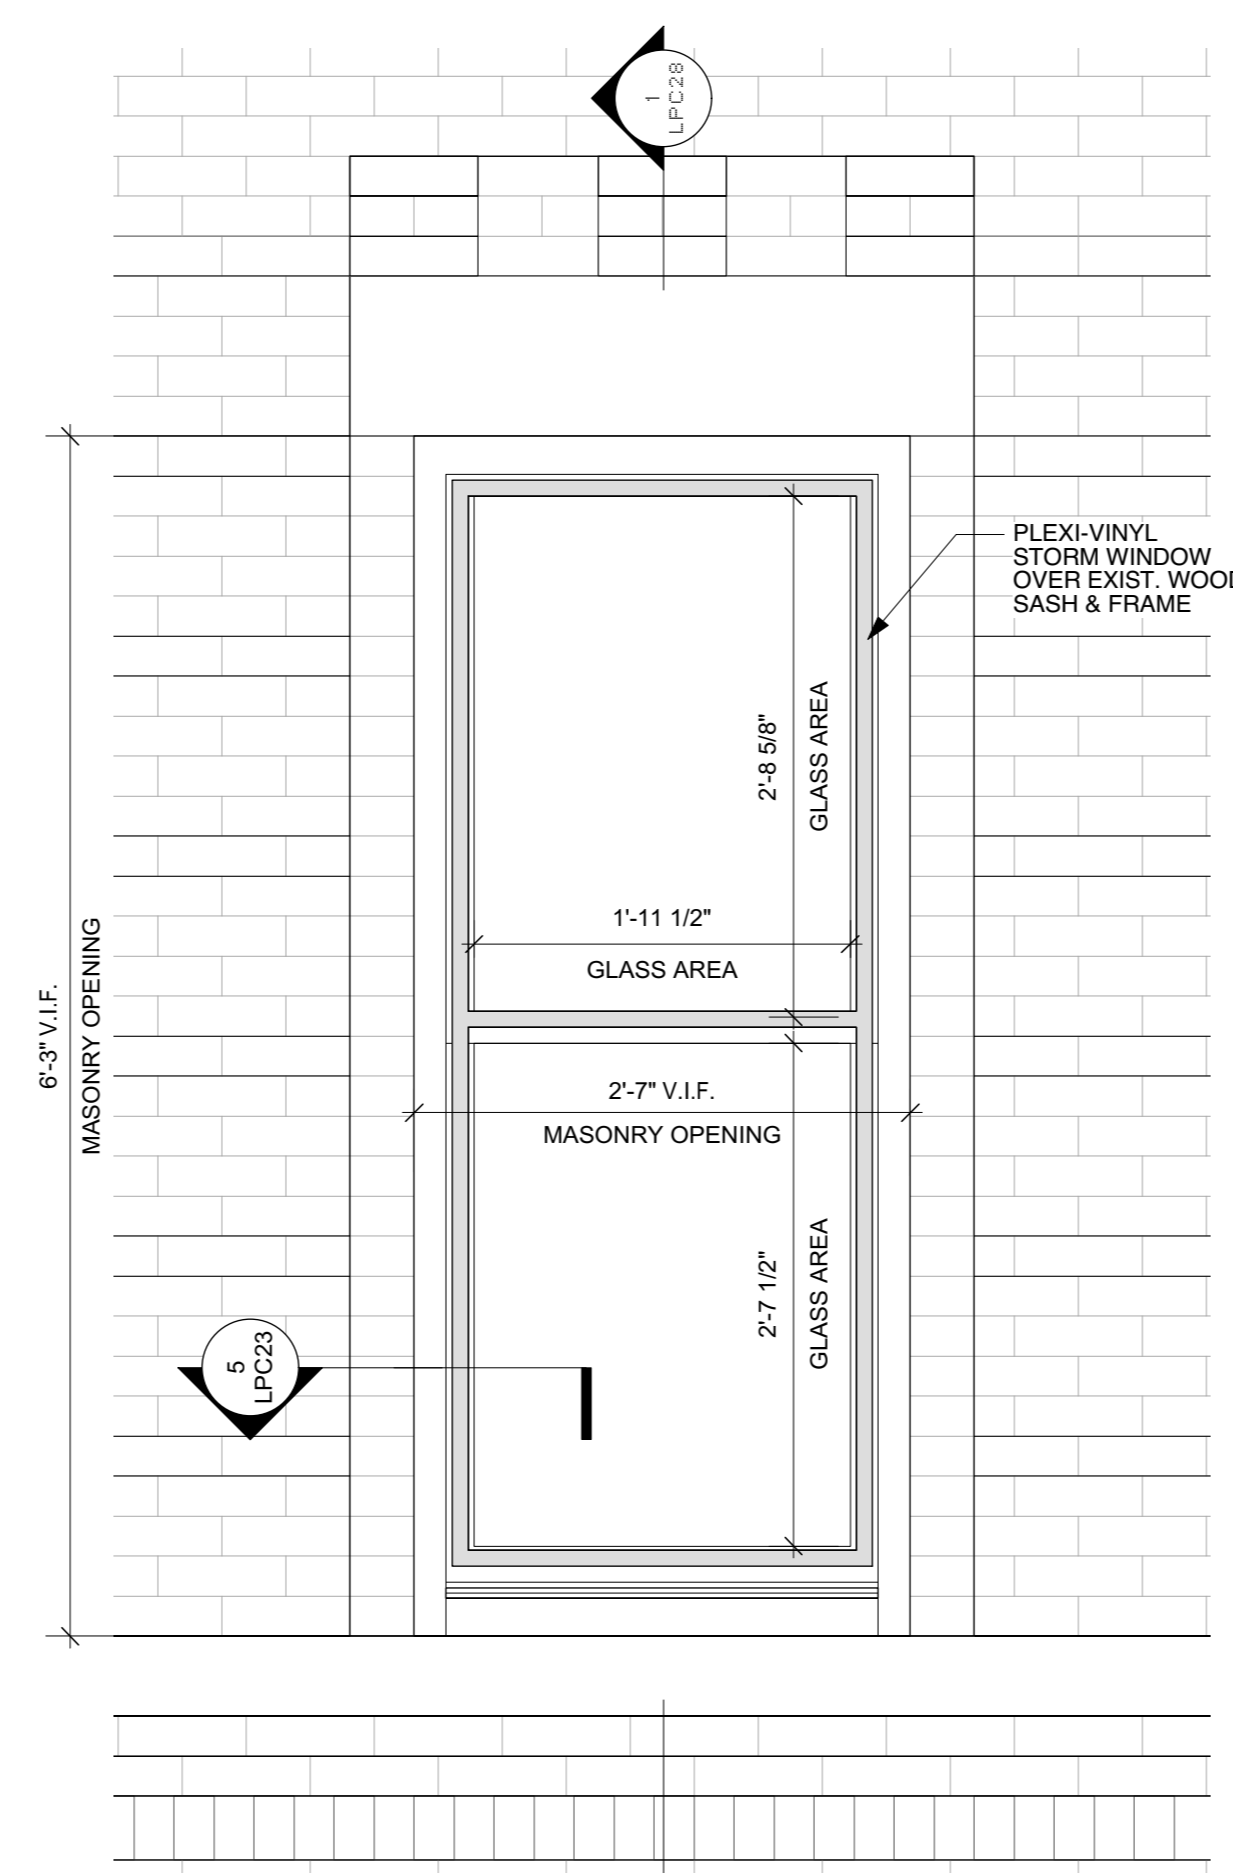 1
LPC28
PLEXI-VINYL
STORM WINDOW
OVER EXIST. WOOD
SASH & FRAME
2'-8 5/8"
GLASS AREA
1'-11 1/2"
GLASS AREA
6'-3" V.I.F.
MASONRY OPENING
2'-7" V.I.F.
MASONRY OPENING
2'-7 1/2"
GLASS AREA
5
LPC23